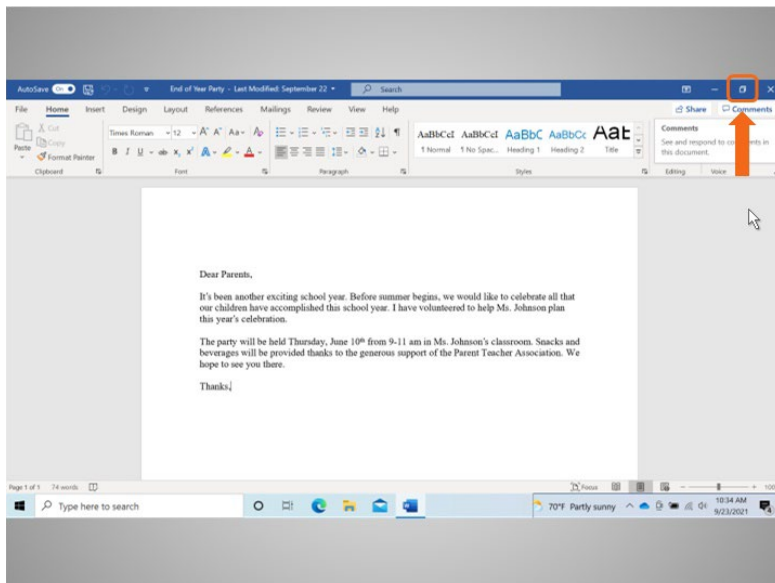 AutoSave On End of Year Party - Last Modified: September 22 Search
File Home Insert Design Layout References Mailings Review View Help Share Comments
Paste
Cut
Copy
Format Painter
Clipboard
Times Roman 12
Font
Paragraph
AaBbCcI AaBbCcI AaBbC AaBbCc
¶ Normal ¶ No Spac... Heading 1 Heading 2 Title
Styles
Comments
See and respond to comments in
this document.
Editing Voice
Dear Parents,
It's been another exciting school year. Before summer begins, we would like to celebrate all that
our children have accomplished this school year. I have volunteered to help Ms. Johnson plan
this year's celebration.
The party will be held Thursday, June 10th from 9-11 am in Ms. Johnson's classroom. Snacks and
beverages will be provided thanks to the generous support of the Parent Teacher Association. We
hope to see you there.
Thanks,
Page 1 of 1 74 words Focus 100
Type here to search 70°F Partly sunny 10:34 AM
9/23/2021